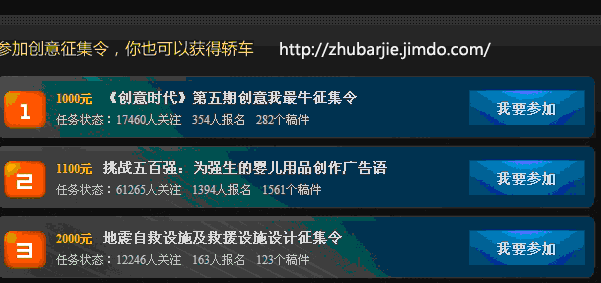 参加创意征集令，你也可以获得轿车 http://zhubarjie.jimdo.com/
1 1000元 《创意时代》第五期创意我最牛征集令
任务状态：17460人关注 354人报名 282个稿件
我要参加
2 1100元 挑战五百强：为强生的婴儿用品创作广告语
任务状态：61265人关注 1394人报名 1561个稿件
我要参加
3 2000元 地震自救设施及救援设施设计征集令
任务状态：12246人关注 163人报名 123个稿件
我要参加